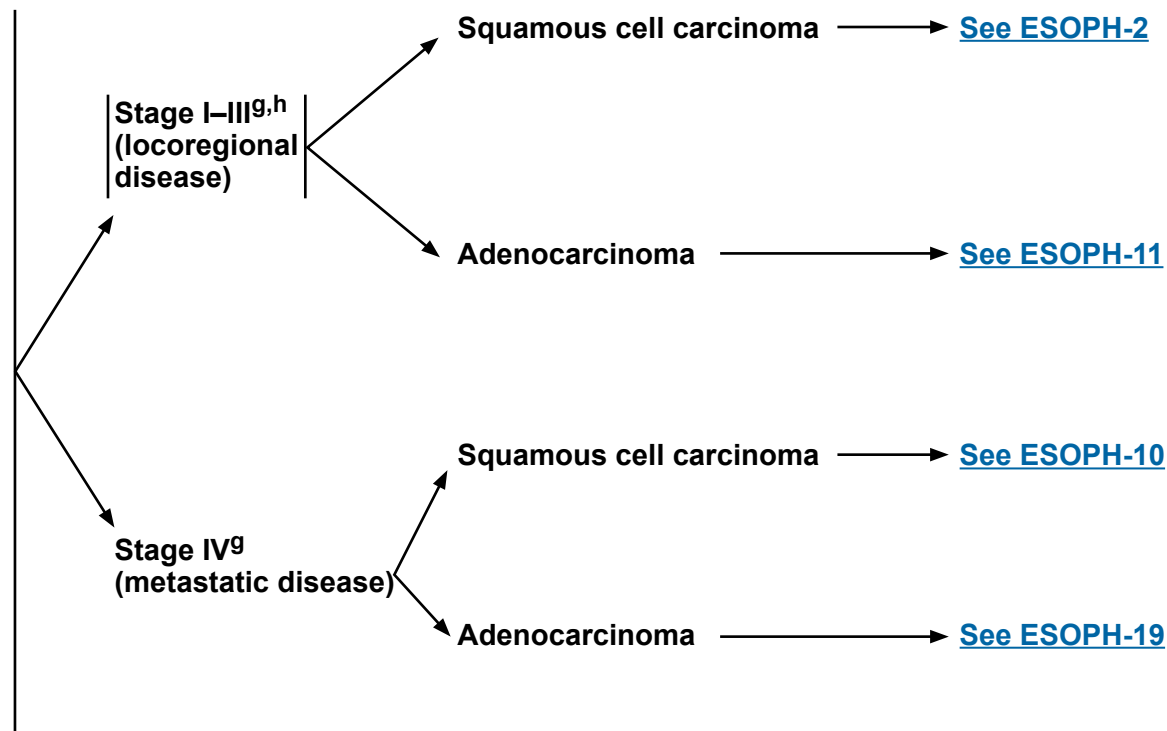 Squamous cell carcinoma
See ESOPH-2
Stage I–IIIg,h
(locoregional
disease)
Adenocarcinoma
See ESOPH-11
Squamous cell carcinoma
See ESOPH-10
Stage IVg
(metastatic disease)
Adenocarcinoma
See ESOPH-19